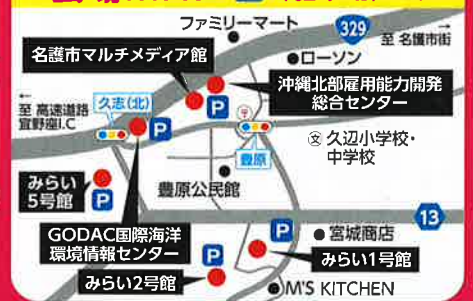 ファミリーマート
329
至 名護市街
名護市マルチメディア館
ローソン
沖縄北部雇用能力開発
総合センター
P
至 高速道路
宜野座I.C
久志(北)
P
〒
豊原
文 久辺小学校・
中学校
みらい
5号館
P
豊原公民館
13
GODAC国際海洋
環境情報センター
P
宮城商店
みらい1号館
P
みらい2号館
M'S KITCHEN